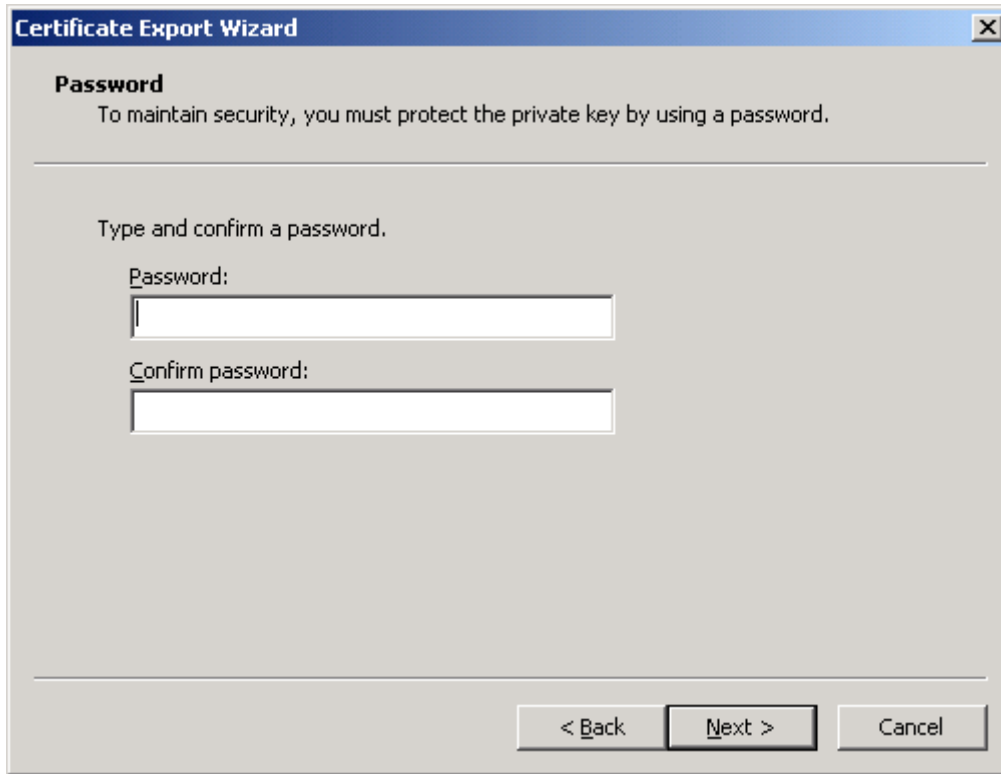 Certificate Export Wizard
Password
To maintain security, you must protect the private key by using a password.
Type and confirm a password.
Password:
Confirm password:
< Back
Next >
Cancel